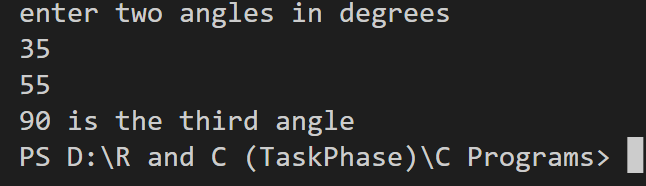 enter two angles in degrees
35
55
90 is the third angle
PS D:\R and C (TaskPhase)\C Programs>